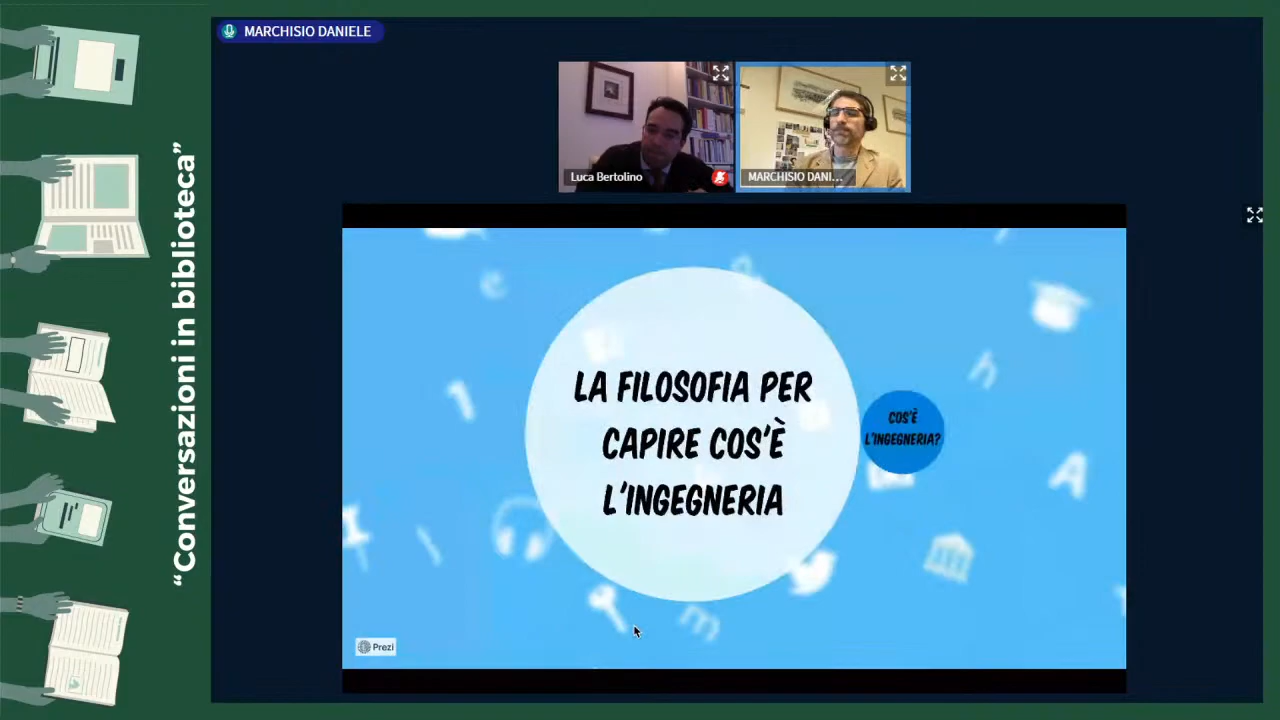 MARCHISIO DANIELE
Luca Bertolino
MARCHISIO DANI...
“Conversazioni in biblioteca”
LA FILOSOFIA PER
CAPIRE COS'È
L'INGEGNERIA
COS'È
L'INGEGNERIA?
Prezi